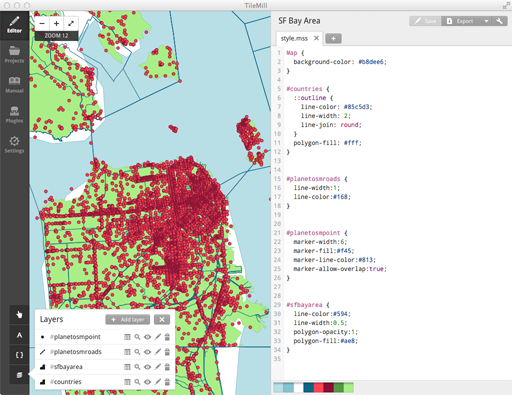 TileMill
Editor
Projects
Manual
Plugins
Settings
A
{ }
ZOOM 12
Layers
+ Add layer
#planetosmpoint
#planetosmroads
#sfbayarea
#countries
SF Bay Area
Save
Export
style.mss
1 Map {
2 background-color: #b8dee6;
3 }
4
5 #countries {
6 ::outline {
7 line-color: #85c5d3;
8 line-width: 2;
9 line-join: round;
10 }
11 polygon-fill: #fff;
12 }
13
14
15 #planetosmroads {
16 line-width:1;
17 line-color:#168;
18 }
19
20
21 #planetosmpoint {
22 marker-width:6;
23 marker-fill:#f45;
24 marker-line-color:#813;
25 marker-allow-overlap:true;
26 }
27
28
29 #sfbayarea {
30 line-color:#594;
31 line-width:0.5;
32 polygon-opacity:1;
33 polygon-fill:#ae8;
34 }
35